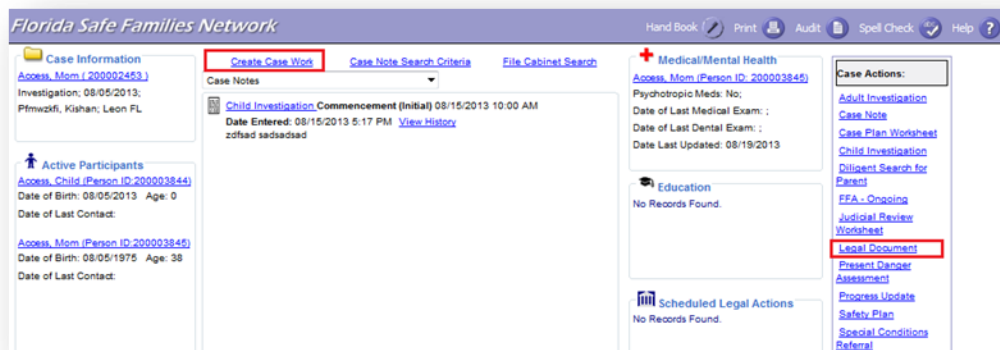 Florida Safe Families Network
Hand Book Print Audit Spell Check Help ?
Case Information
Access, Mom ( 200002453 )
Investigation; 08/05/2013;
Pfmwzkfi, Kishan; Leon FL
Active Participants
Access, Child (Person ID:200003844)
Date of Birth: 08/05/2013 Age: 0
Date of Last Contact:
Access, Mom (Person ID:200003845)
Date of Birth: 08/05/1975 Age: 38
Date of Last Contact:
Create Case Work Case Note Search Criteria File Cabinet Search
Case Notes
Child Investigation Commencement (Initial) 08/15/2013 10:00 AM
Date Entered: 08/15/2013 5:17 PM View History
zdfsad sadsadsad
Medical/Mental Health
Access, Mom (Person ID: 200003845)
Psychotropic Meds: No;
Date of Last Medical Exam: ;
Date of Last Dental Exam: ;
Date Last Updated: 08/19/2013
Education
No Records Found.
Scheduled Legal Actions
No Records Found.
Case Actions:
Adult Investigation
Case Note
Case Plan Worksheet
Child Investigation
Diligent Search for
Parent
FFA - Ongoing
Judicial Review
Worksheet
Legal Document
Present Danger
Assessment
Progress Update
Safety Plan
Special Conditions
Referral